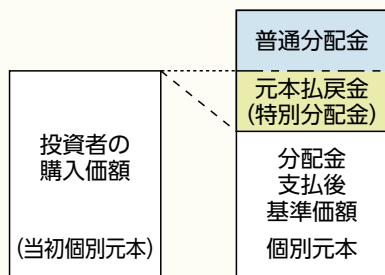 普通分配金
元本払戻金
(特別分配金)
投資者の
購入価額
(当初個別元本)
分配金
支払後
基準価額
個別元本